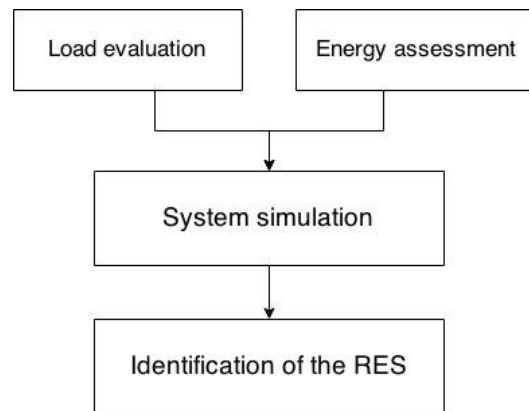 Load evaluation
Energy assessment
System simulation
Identification of the RES